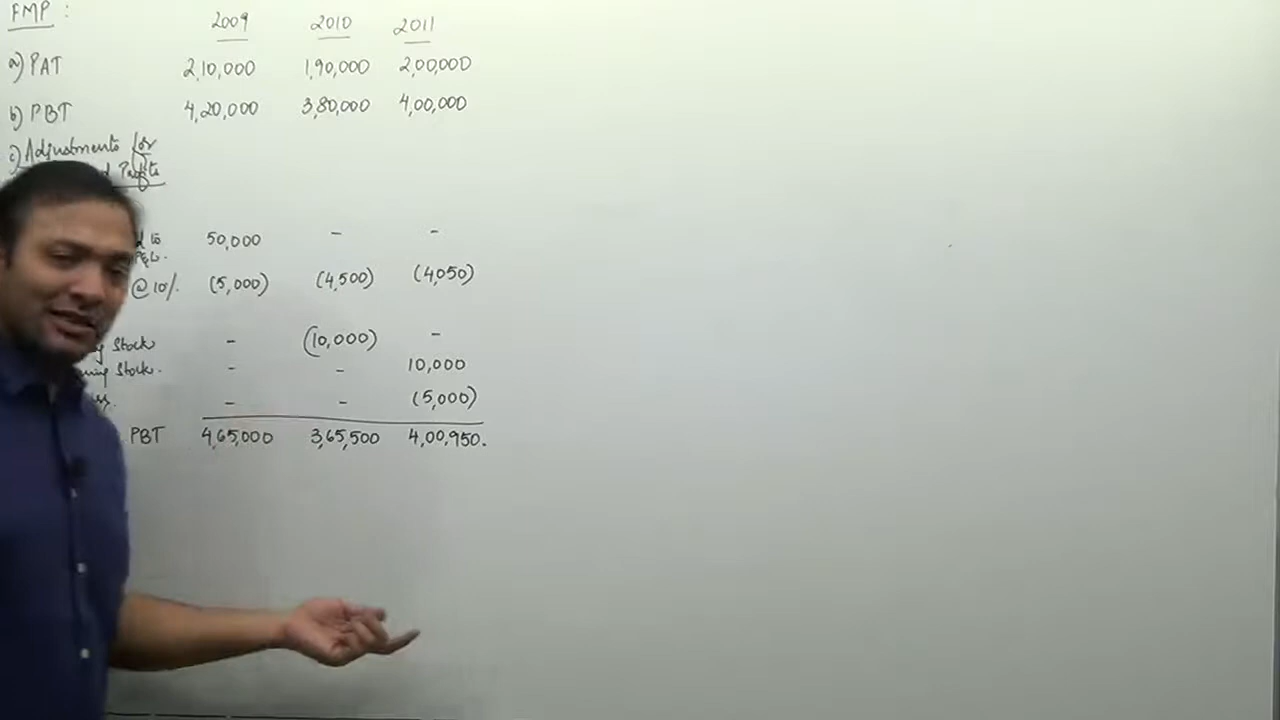 FMP :
2009 2010 2011
a) PAT 2,10,000 1,90,000 2,00,000
b) PBT 4,20,000 3,80,000 4,00,000
c) Adjustments for
Profits
to 50,000 - -
P&L.
@ 10%. (5,000) (4,500) (4,050)
Stock - (10,000) -
Stock. - - 10,000
- - (5,000)
PBT 4,65,000 3,65,500 4,00,950.